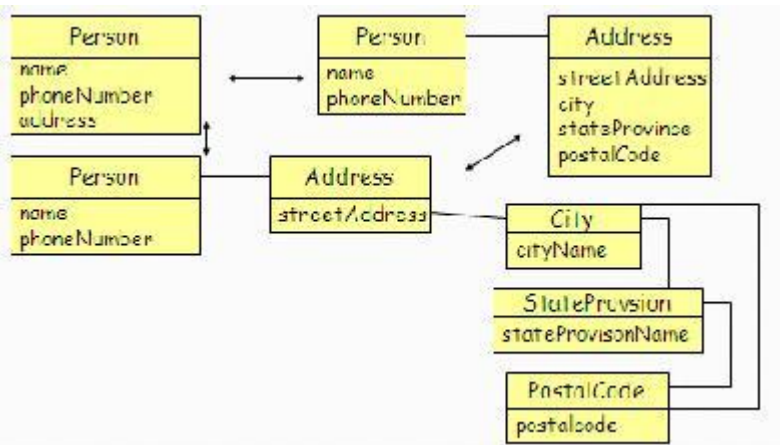 Person
name
phoneNumber
address
Person
name
phoneNumber
Address
streetAddress
city
stateProvince
postalCode
Person
name
phoneNumber
Address
streetAddress
City
cityName
StateProvsion
stateProvisonName
PostalCode
postalcode